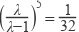 (λ/(λ−1))⁵ = 1/32